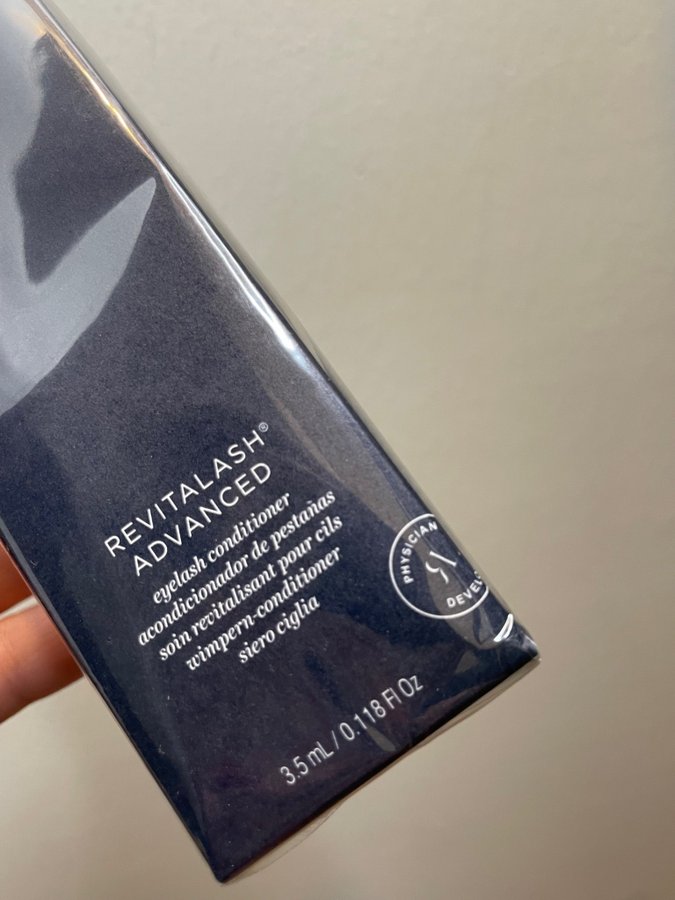 REVITALASH®
ADVANCED
eyelash conditioner
acondicionador de pestañas
soin revitalisant pour cils
wimpern-conditioner
siero ciglia
PHYSICIAN
3.5 mL / 0.118 Fl Oz